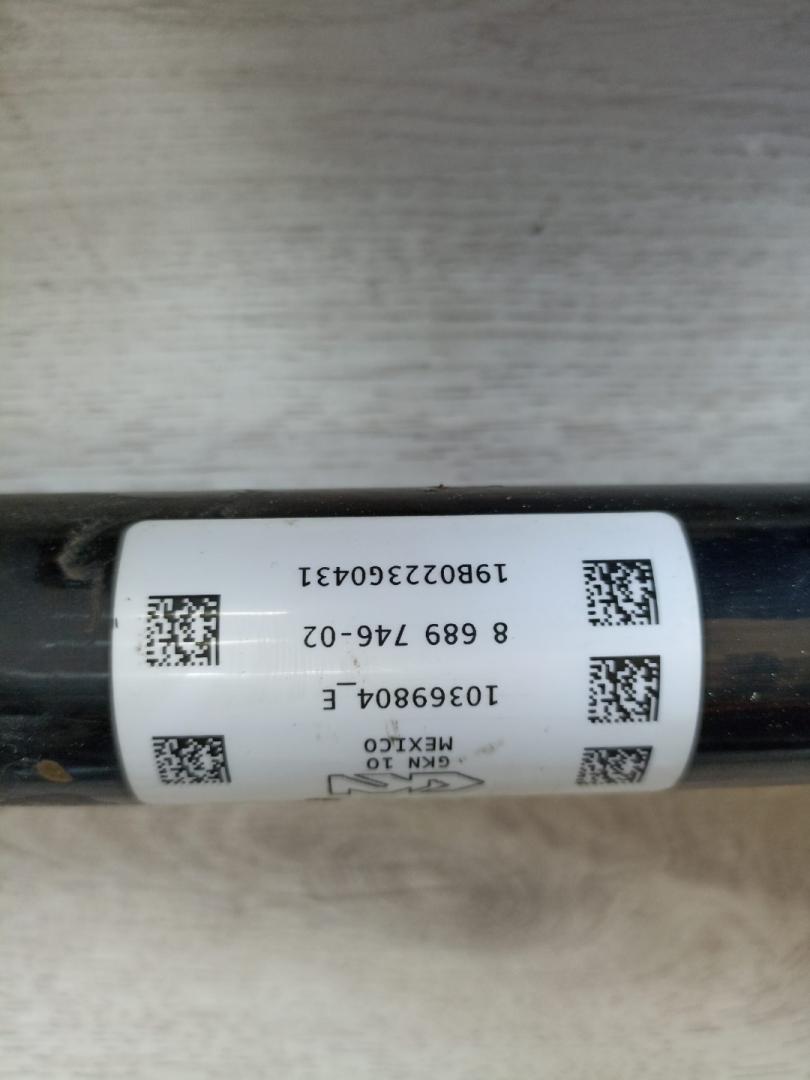 GKN 10
MEXICO
10369804_E
8 689 746-02
19B0223G0431